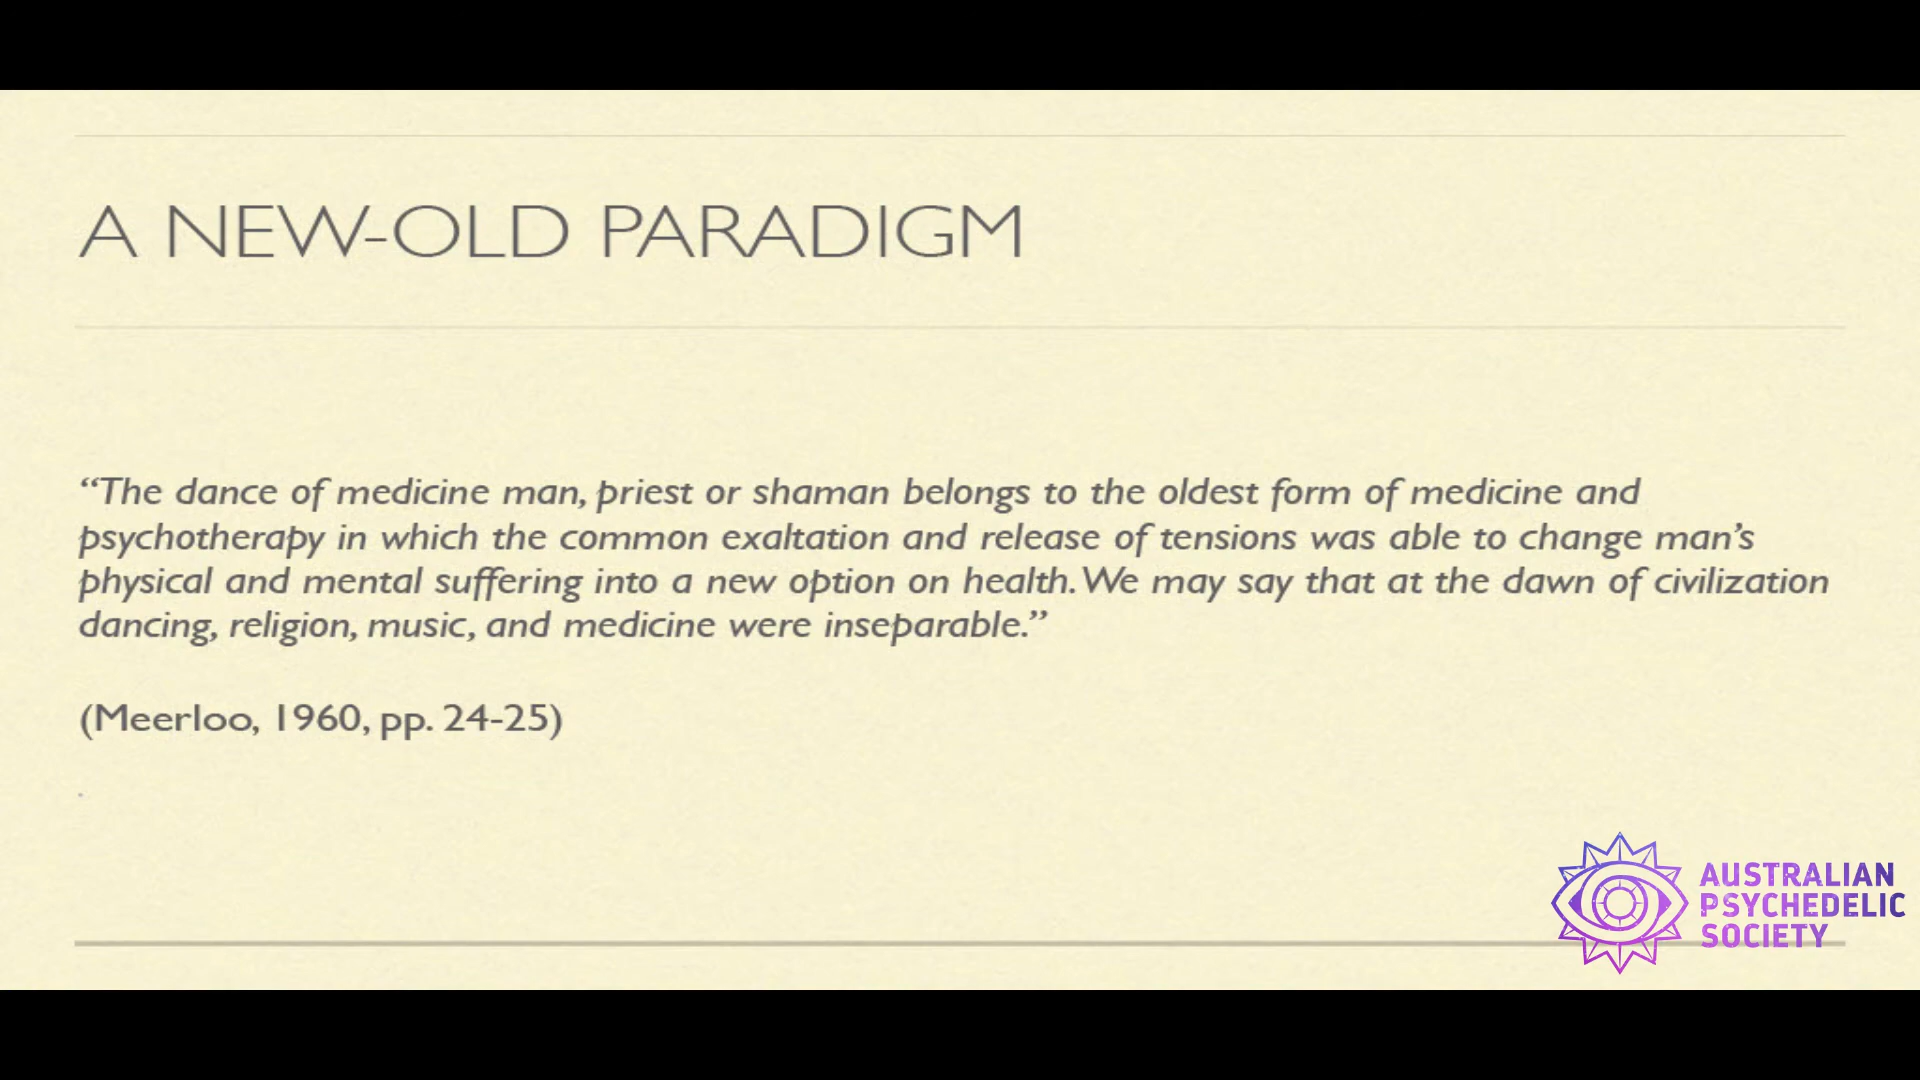 A NEW-OLD PARADIGM
“The dance of medicine man, priest or shaman belongs to the oldest form of medicine and
psychotherapy in which the common exaltation and release of tensions was able to change man’s
physical and mental suffering into a new option on health. We may say that at the dawn of civilization
dancing, religion, music, and medicine were inseparable.”
(Meerloo, 1960, pp. 24-25)
.
AUSTRALIAN
PSYCHEDELIC
SOCIETY